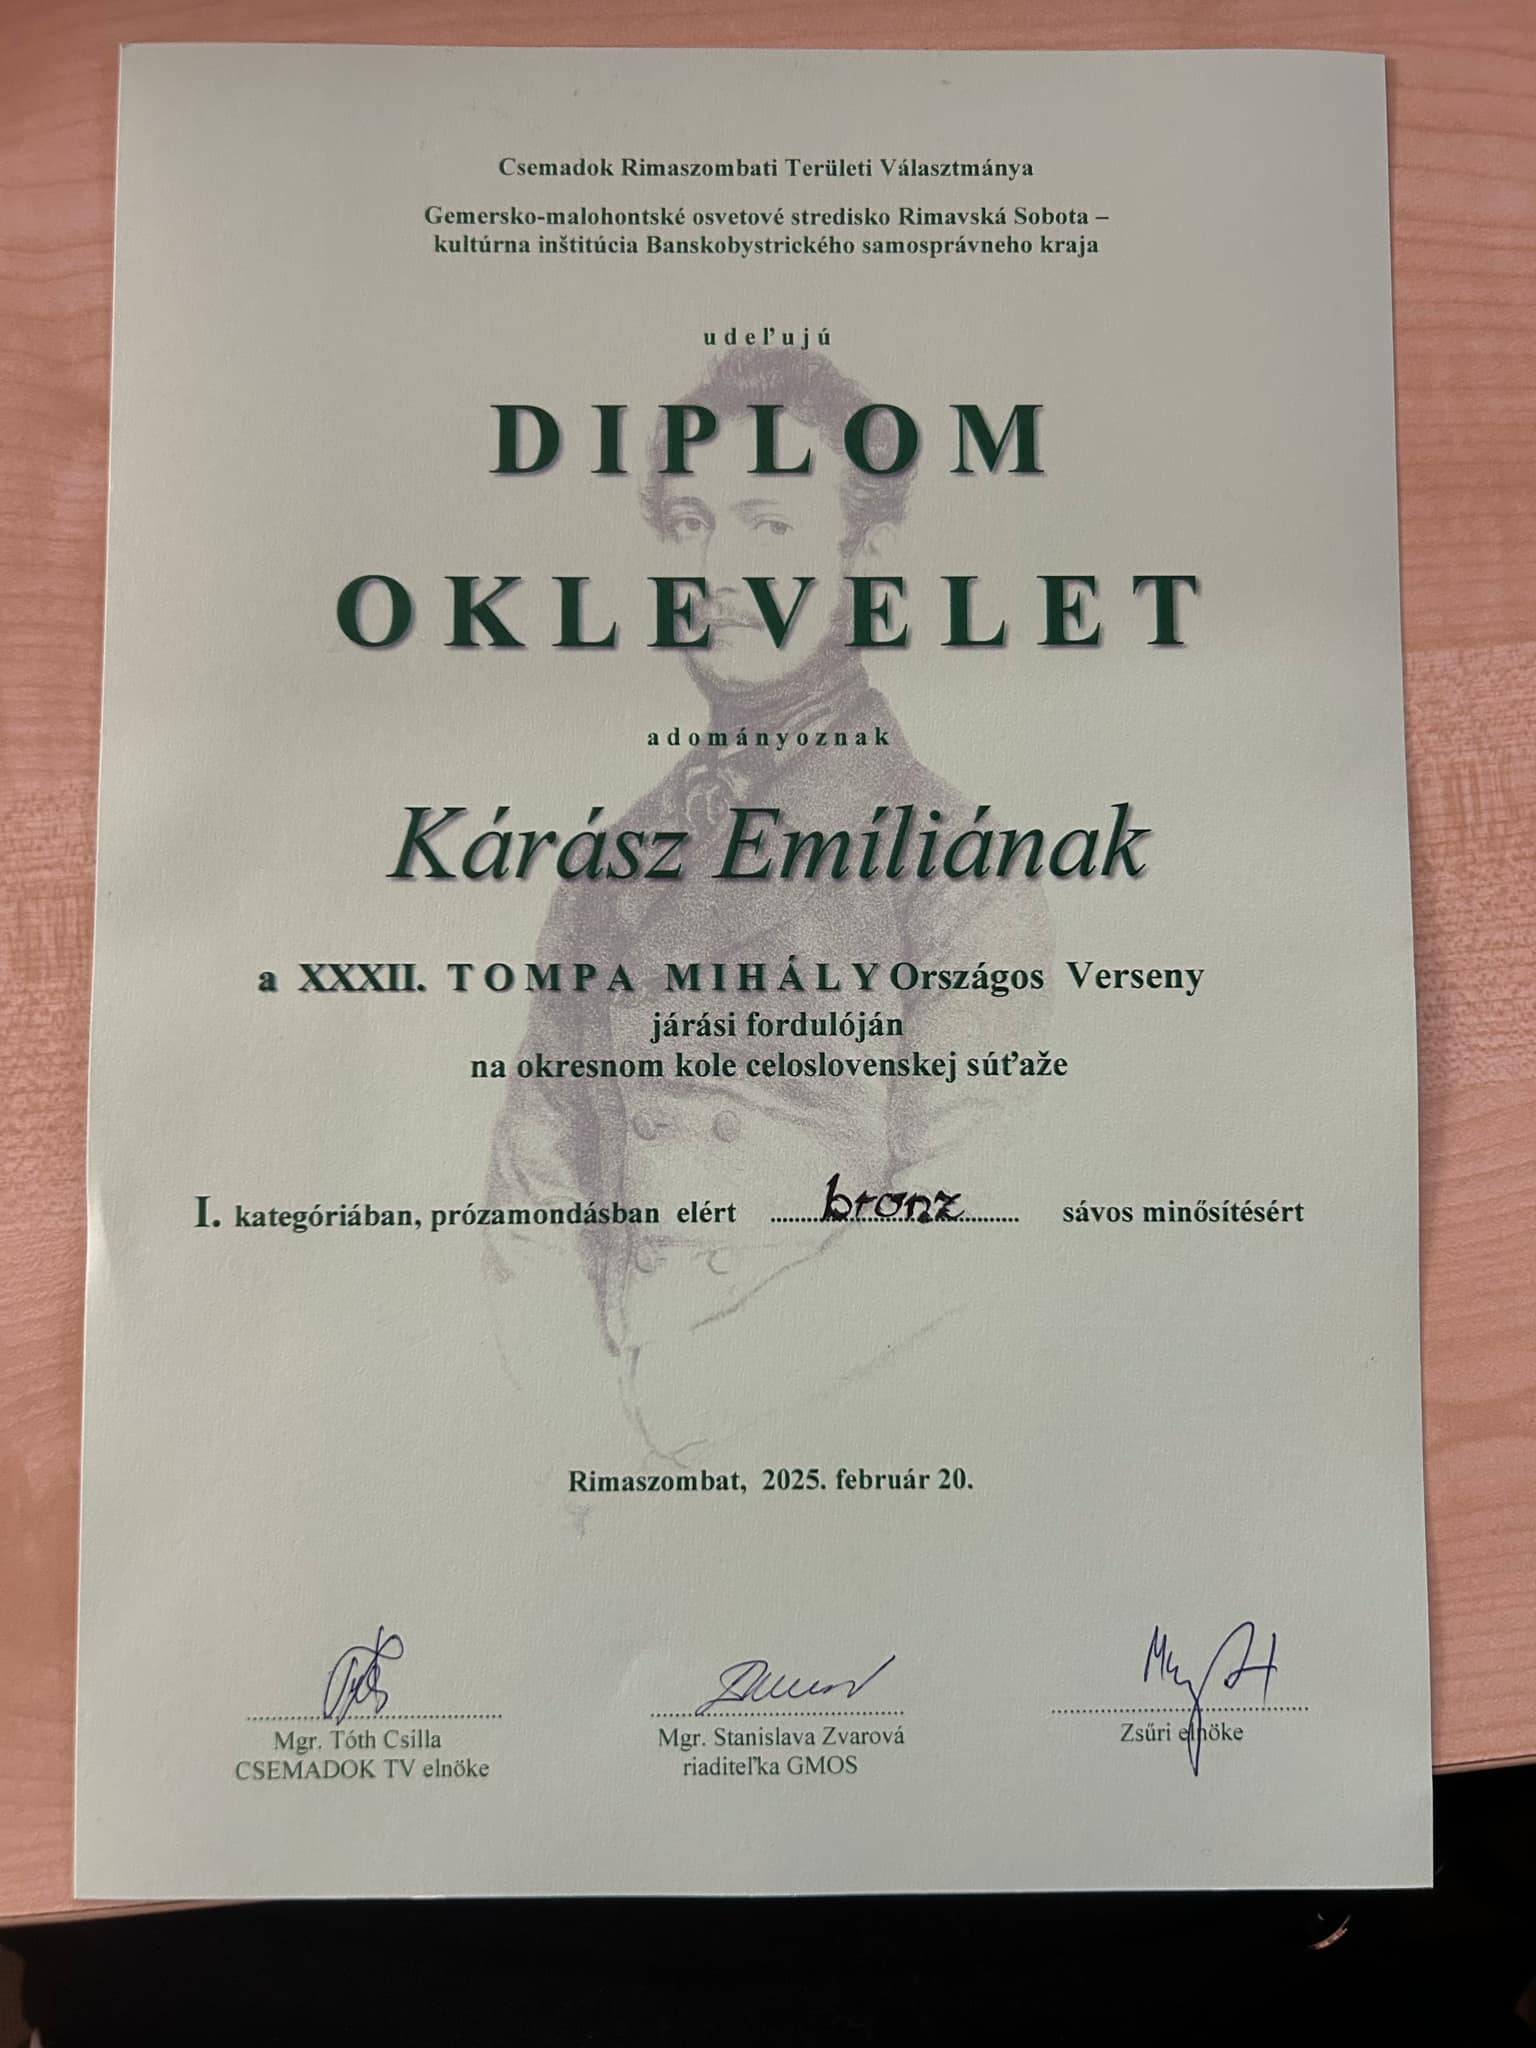 Csemadok Rimaszombati Területi Választmánya
Gemersko-malohontské osvetové stredisko Rimavská Sobota –
kultúrna inštitúcia Banskobystrického samosprávneho kraja
udeľujú
DIPLOM
OKLEVELET
adományoznak
Kárász Emíliának
a XXXII. TOMPA MIHÁLY Országos Verseny
járási fordulóján
na okresnom kole celoslovenskej súťaže
I. kategóriában, prózamondásban elért bronz sávos minősítésért
Rimaszombat, 2025. február 20.
Mgr. Tóth Csilla
CSEMADOK TV elnöke
Mgr. Stanislava Zvarová
riaditeľka GMOS
Zsűri elnöke